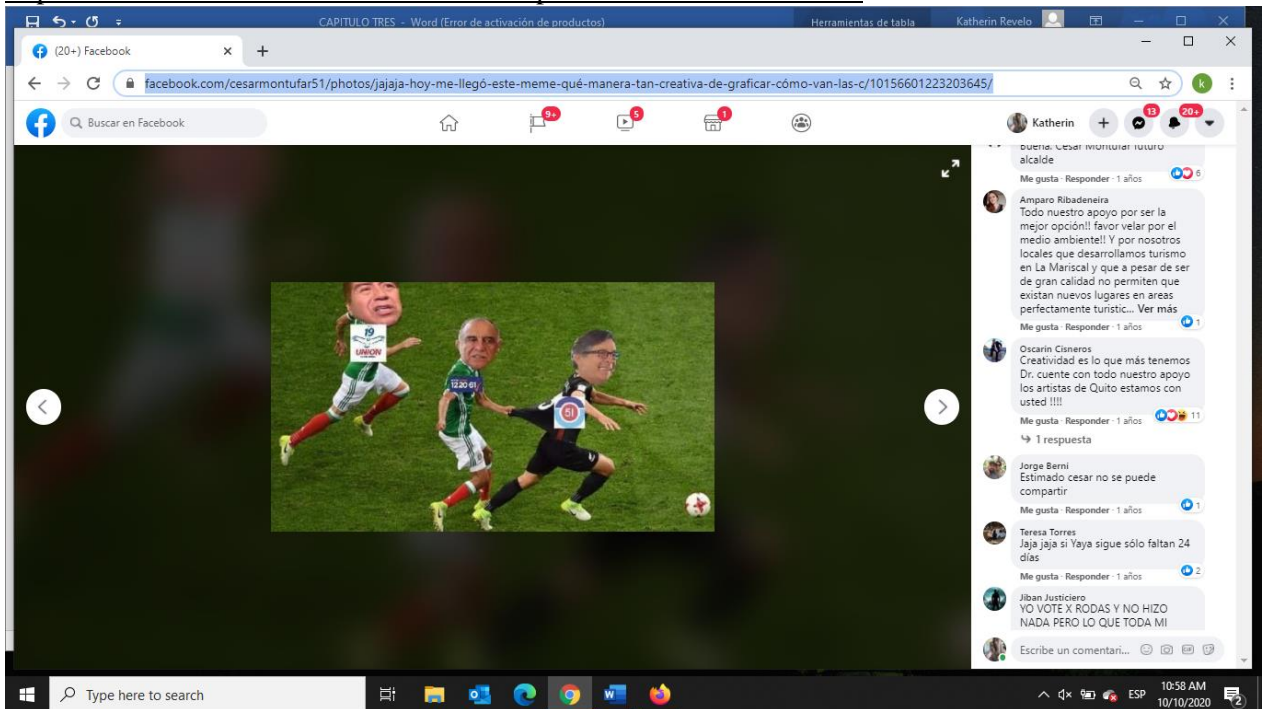 CAPITULO TRES - Word (Error de activación de productos)
Herramientas de tabla
Katherin Revelo
(20+) Facebook
facebook.com/cesarmontufar51/photos/jajaja-hoy-me-llegó-este-meme-qué-manera-tan-creativa-de-graficar-cómo-van-las-c/10156601223203645/
k
Buscar en Facebook
9+
5
1
Katherin
13
20+
Buena. Cesar Montufar futuro
alcalde
Me gusta · Responder · 1 años
6
Amparo Ribadeneira
Todo nuestro apoyo por ser la
mejor opción!! favor velar por el
medio ambiente!! Y por nosotros
locales que desarrollamos turismo
en La Mariscal y que a pesar de ser
de gran calidad no permiten que
existan nuevos lugares en areas
perfectamente turistic... Ver más
Me gusta · Responder · 1 años
1
Oscarin Cisneros
Creatividad es lo que más tenemos
Dr. cuente con todo nuestro apoyo
los artistas de Quito estamos con
usted !!!!
Me gusta · Responder · 1 años
11
1 respuesta
Jorge Berni
Estimado cesar no se puede
compartir
Me gusta · Responder · 1 años
1
Teresa Torres
Jaja jaja si Yaya sigue sólo faltan 24
días
Me gusta · Responder · 1 años
2
Jiban Justiciero
YO VOTE X RODAS Y NO HIZO
NADA PERO LO QUE TODA MI
Escribe un comentari...
GIF
19
UNION
12-20-61
51
Type here to search
ESP
10:58 AM
10/10/2020
2